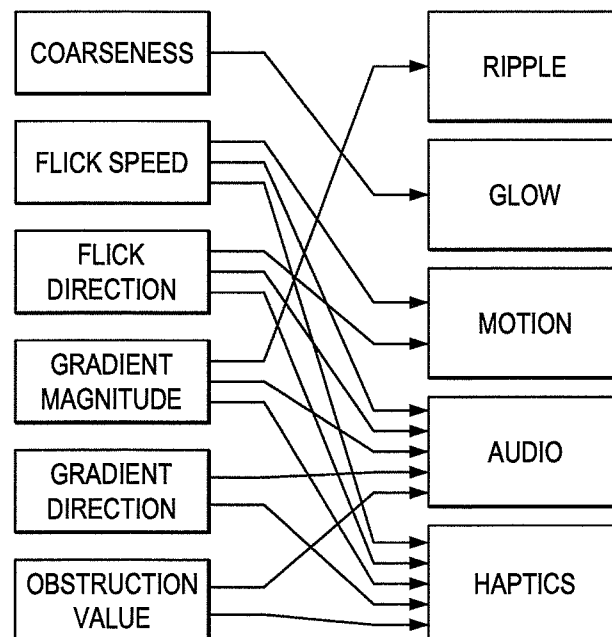 COARSENESS
FLICK SPEED
FLICK
DIRECTION
GRADIENT
MAGNITUDE
GRADIENT
DIRECTION
OBSTRUCTION
VALUE
RIPPLE
GLOW
MOTION
AUDIO
HAPTICS